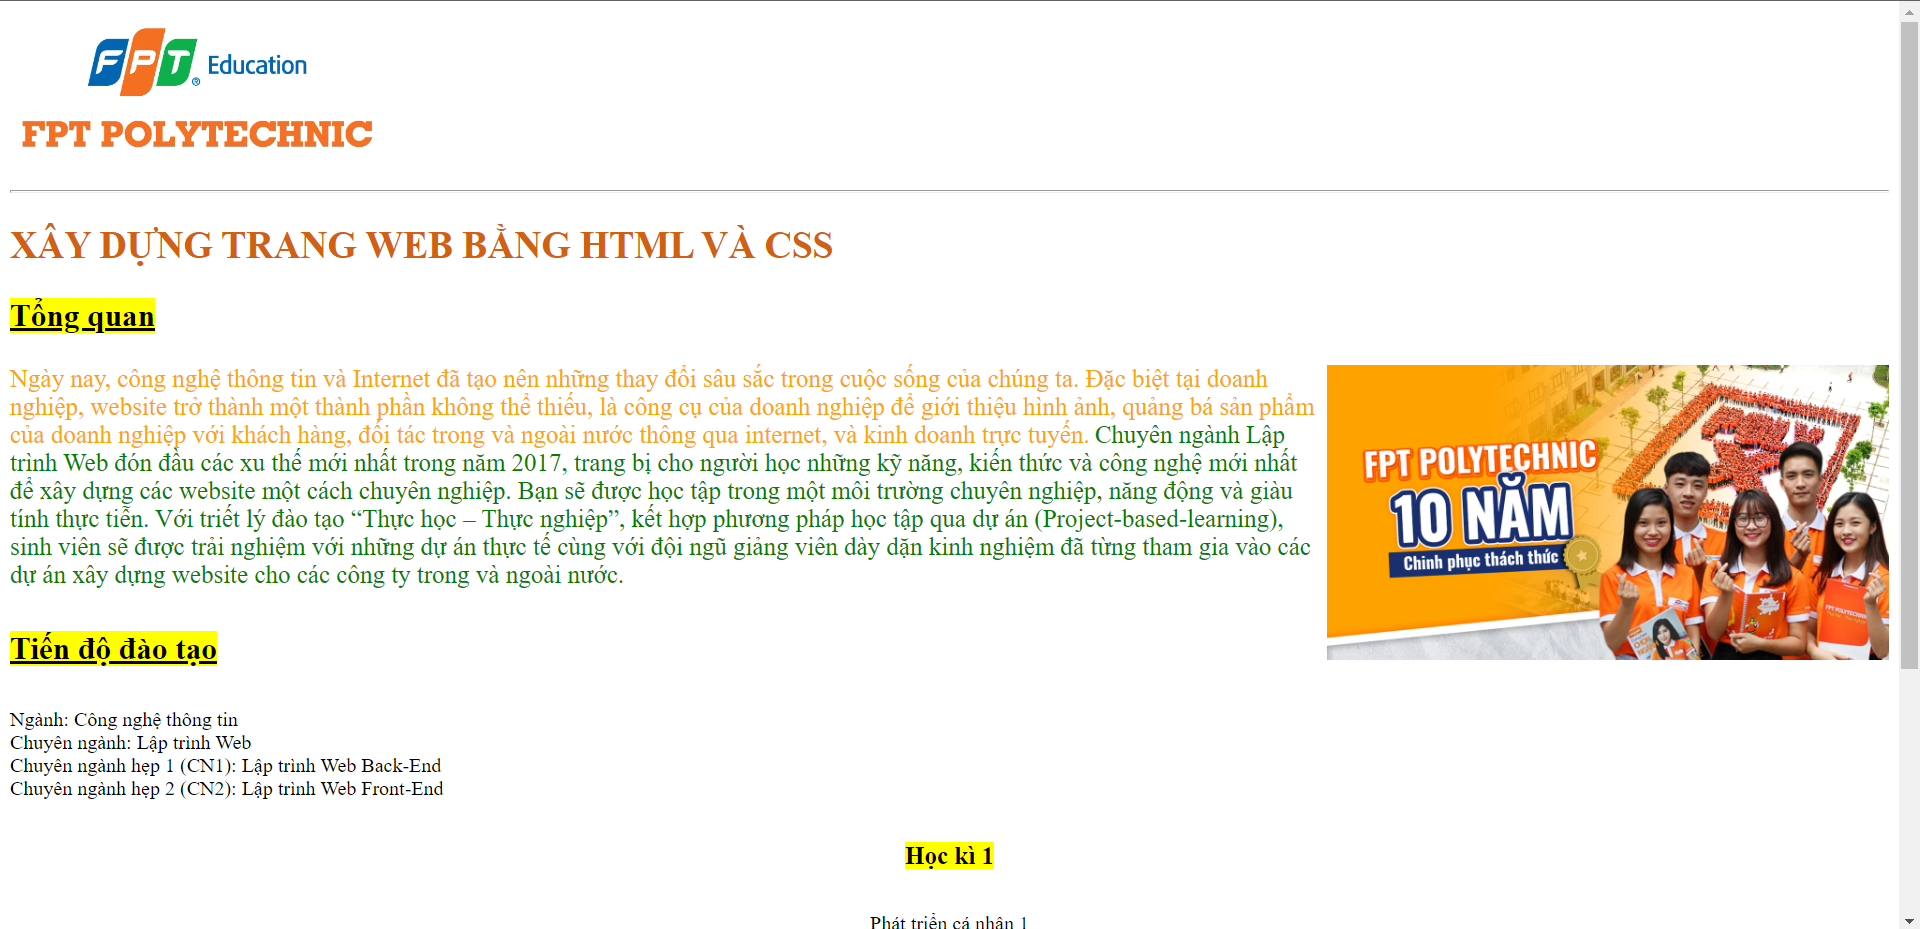 FPT® Education
FPT POLYTECHNIC
XÂY DỰNG TRANG WEB BẰNG HTML VÀ CSS
Tổng quan
Ngày nay, công nghệ thông tin và Internet đã tạo nên những thay đổi sâu sắc trong cuộc sống của chúng ta. Đặc biệt tại doanh
nghiệp, website trở thành một thành phần không thể thiếu, là công cụ của doanh nghiệp để giới thiệu hình ảnh, quảng bá sản phẩm
của doanh nghiệp với khách hàng, đối tác trong và ngoài nước thông qua internet, và kinh doanh trực tuyến. Chuyên ngành Lập
trình Web đón đầu các xu thế mới nhất trong năm 2017, trang bị cho người học những kỹ năng, kiến thức và công nghệ mới nhất
để xây dựng các website một cách chuyên nghiệp. Bạn sẽ được học tập trong một môi trường chuyên nghiệp, năng động và giàu
tính thực tiễn. Với triết lý đào tạo “Thực học – Thực nghiệp”, kết hợp phương pháp học tập qua dự án (Project-based-learning),
sinh viên sẽ được trải nghiệm với những dự án thực tế cùng với đội ngũ giảng viên dày dặn kinh nghiệm đã từng tham gia vào các
dự án xây dựng website cho các công ty trong và ngoài nước.
FPT POLYTECHNIC
10 NĂM
Chinh phục thách thức
FPT POLYTECHNIC
Tiến độ đào tạo
Ngành: Công nghệ thông tin
Chuyên ngành: Lập trình Web
Chuyên ngành hẹp 1 (CN1): Lập trình Web Back-End
Chuyên ngành hẹp 2 (CN2): Lập trình Web Front-End
Học kì 1
Phát triển cá nhân 1